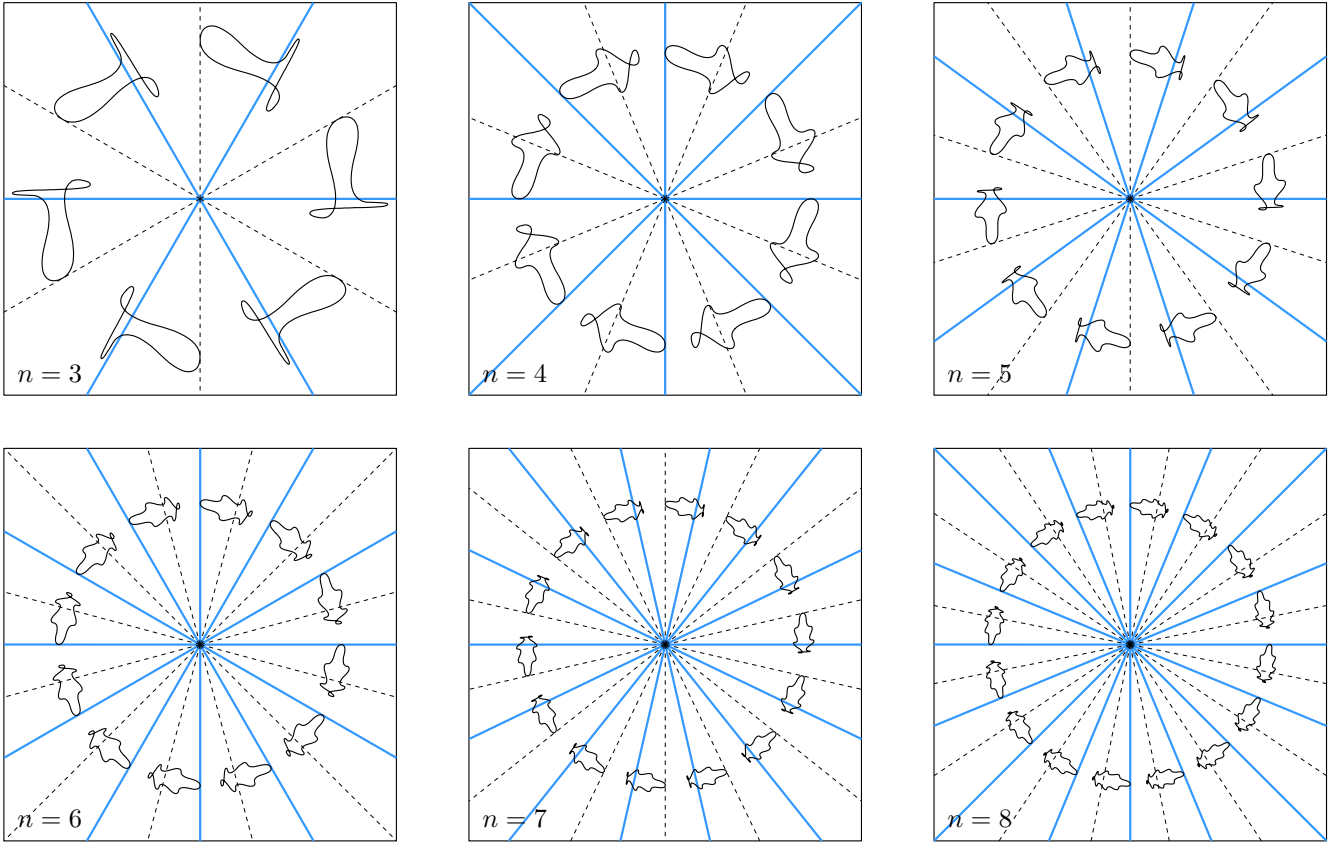 n = 3
n = 4
n = 5
n = 6
n = 7
n = 8